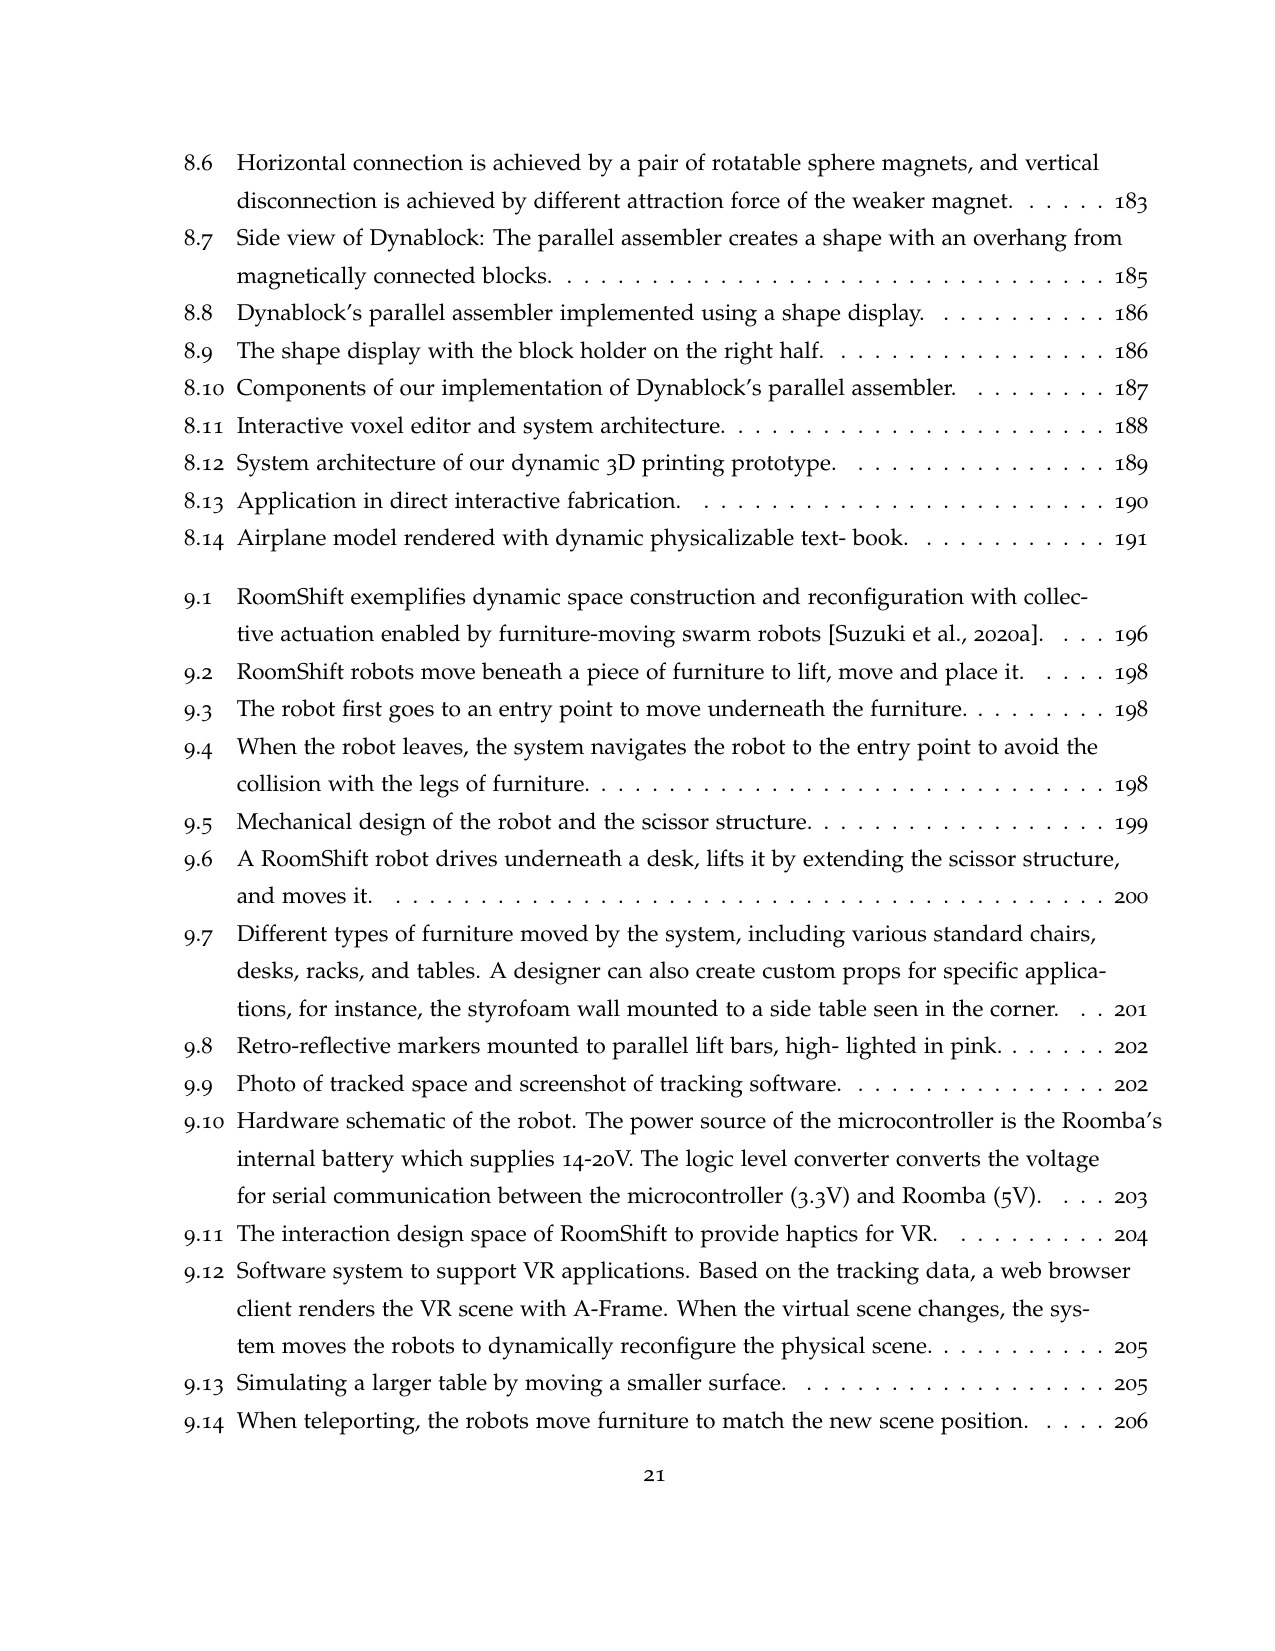 8.6 Horizontal connection is achieved by a pair of rotatable sphere magnets, and vertical
disconnection is achieved by different attraction force of the weaker magnet. . . . . . 183
8.7 Side view of Dynablock: The parallel assembler creates a shape with an overhang from
magnetically connected blocks. . . . . . . . . . . . . . . . . . . . . . . . . . . . . . . . . 185
8.8 Dynablock’s parallel assembler implemented using a shape display. . . . . . . . . . . 186
8.9 The shape display with the block holder on the right half. . . . . . . . . . . . . . . . . 186
8.10 Components of our implementation of Dynablock’s parallel assembler. . . . . . . . . 187
8.11 Interactive voxel editor and system architecture. . . . . . . . . . . . . . . . . . . . . . . 188
8.12 System architecture of our dynamic 3D printing prototype. . . . . . . . . . . . . . . . 189
8.13 Application in direct interactive fabrication. . . . . . . . . . . . . . . . . . . . . . . . . 190
8.14 Airplane model rendered with dynamic physicalizable text- book. . . . . . . . . . . . 191
9.1 RoomShift exemplifies dynamic space construction and reconfiguration with collec-
tive actuation enabled by furniture-moving swarm robots [Suzuki et al., 2020a]. . . . 196
9.2 RoomShift robots move beneath a piece of furniture to lift, move and place it. . . . . 198
9.3 The robot first goes to an entry point to move underneath the furniture. . . . . . . . . 198
9.4 When the robot leaves, the system navigates the robot to the entry point to avoid the
collision with the legs of furniture. . . . . . . . . . . . . . . . . . . . . . . . . . . . . . . 198
9.5 Mechanical design of the robot and the scissor structure. . . . . . . . . . . . . . . . . . 199
9.6 A RoomShift robot drives underneath a desk, lifts it by extending the scissor structure,
and moves it. . . . . . . . . . . . . . . . . . . . . . . . . . . . . . . . . . . . . . . . . . . 200
9.7 Different types of furniture moved by the system, including various standard chairs,
desks, racks, and tables. A designer can also create custom props for specific applica-
tions, for instance, the styrofoam wall mounted to a side table seen in the corner. . . 201
9.8 Retro-reflective markers mounted to parallel lift bars, high- lighted in pink. . . . . . . 202
9.9 Photo of tracked space and screenshot of tracking software. . . . . . . . . . . . . . . . 202
9.10 Hardware schematic of the robot. The power source of the microcontroller is the Roomba’s
internal battery which supplies 14-20V. The logic level converter converts the voltage
for serial communication between the microcontroller (3.3V) and Roomba (5V). . . . 203
9.11 The interaction design space of RoomShift to provide haptics for VR. . . . . . . . . . 204
9.12 Software system to support VR applications. Based on the tracking data, a web browser
client renders the VR scene with A-Frame. When the virtual scene changes, the sys-
tem moves the robots to dynamically reconfigure the physical scene. . . . . . . . . . . 205
9.13 Simulating a larger table by moving a smaller surface. . . . . . . . . . . . . . . . . . . 205
9.14 When teleporting, the robots move furniture to match the new scene position. . . . . 206
21